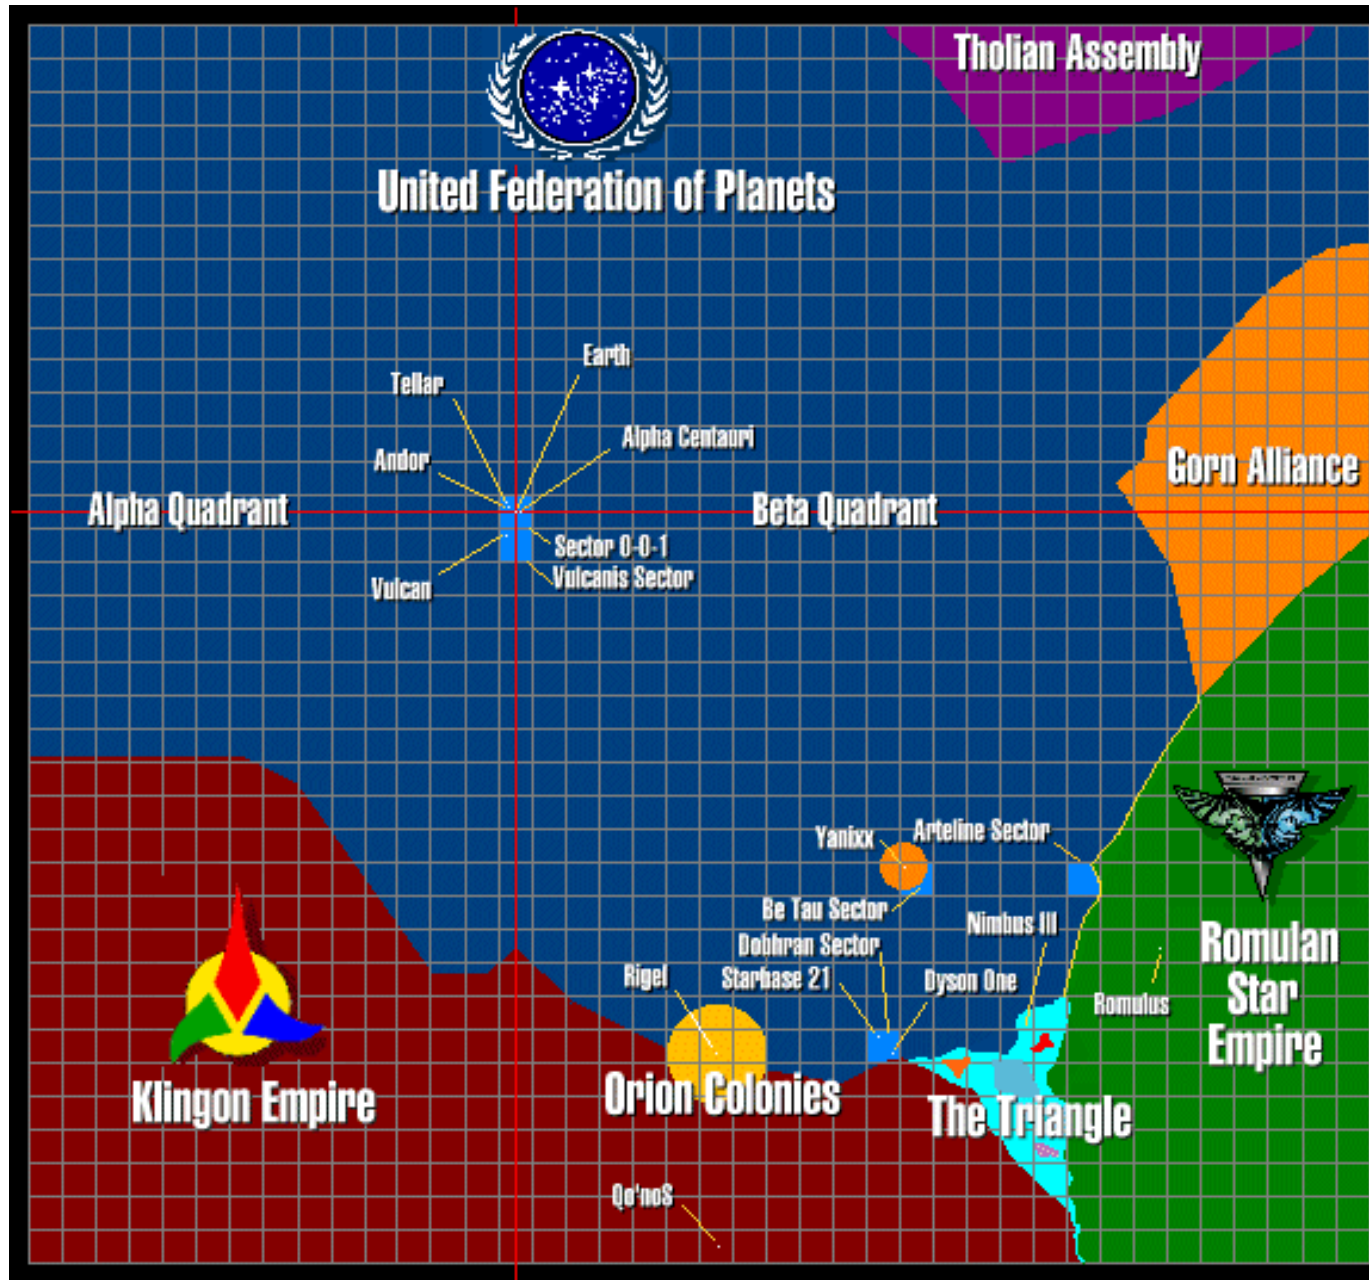 Tholian Assembly
United Federation of Planets
Earth
Tellar
Alpha Centauri
Andor
Gorn Alliance
Alpha Quadrant
Beta Quadrant
Sector 0-0-1
Vulcanis Sector
Vulcan
Yanixx
Arteline Sector
Be Tau Sector
Nimbus III
Dobhran Sector
Romulan
Star
Empire
Rigel
Starbase 21
Dyson One
Romulus
Klingon Empire
Orion Colonies
The Triangle
Qo'noS